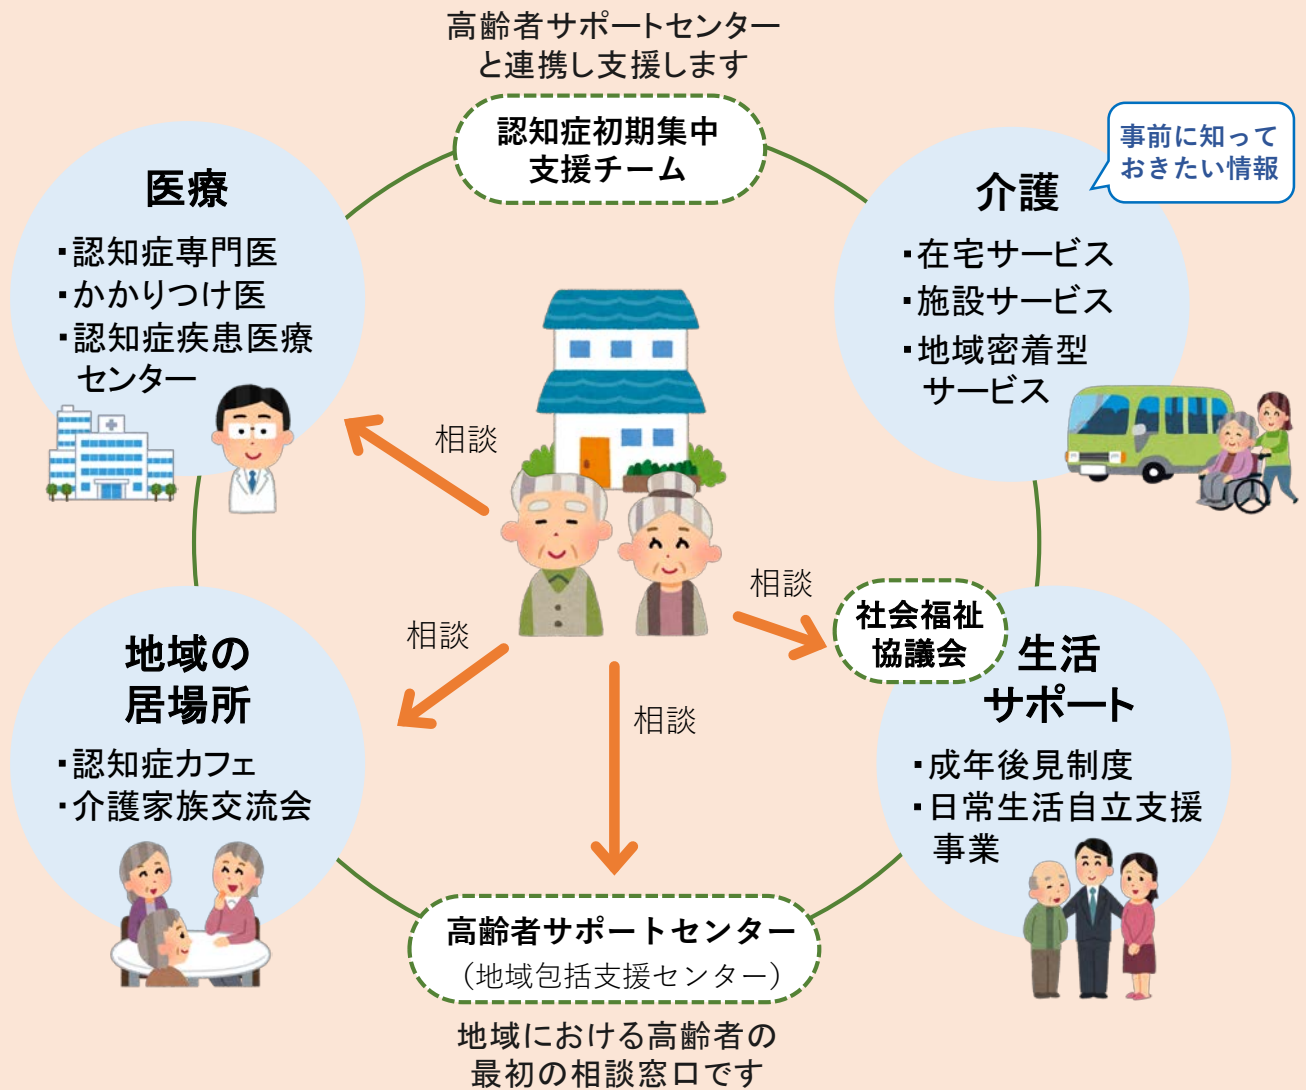 高齢者サポートセンター
と連携し支援します
認知症初期集中
支援チーム
医療
・認知症専門医
・かかりつけ医
・認知症疾患医療
センター
事前に知って
おきたい情報
介護
・在宅サービス
・施設サービス
・地域密着型
サービス
相談
相談
相談
相談
社会福祉
協議会
地域の
居場所
・認知症カフェ
・介護家族交流会
生活
サポート
・成年後見制度
・日常生活自立支援
事業
高齢者サポートセンター
（地域包括支援センター）
地域における高齢者の
最初の相談窓口です